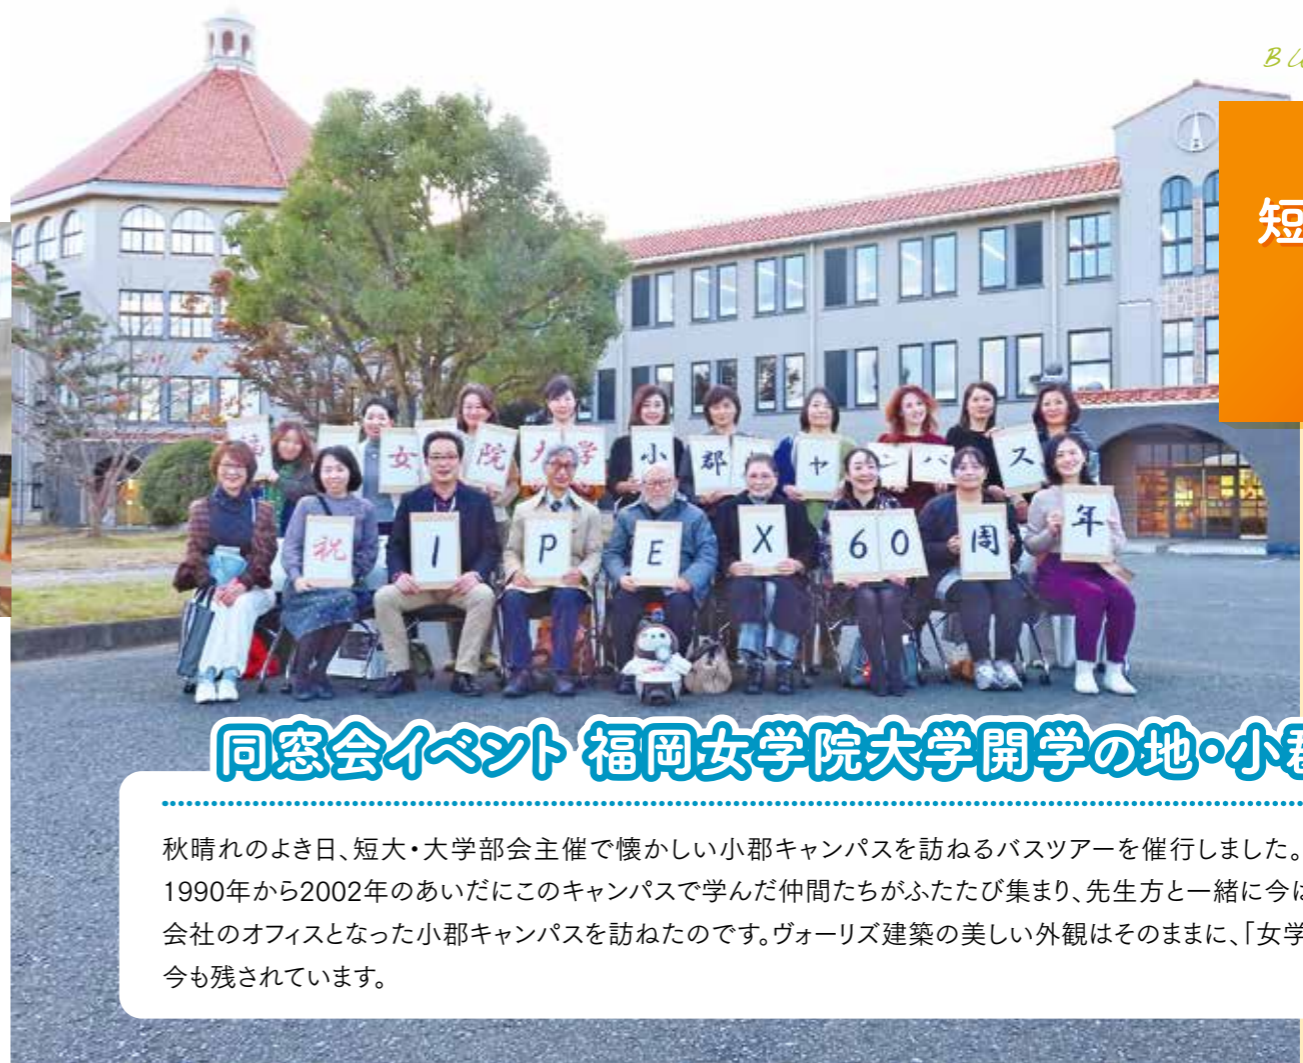 短
女 院 大 学 小 郡 キャンパス
祝 I P E X 6 0 周 年
同窓会イベント 福岡女学院大学開学の地・小郡
秋晴れのよき日、短大・大学部会主催で懐かしい小郡キャンパスを訪ねるバスツアーを催行しました。
1990年から2002年のあいだにこのキャンパスで学んだ仲間たちがふたたび集まり、先生方と一緒に今は
会社のオフィスとなった小郡キャンパスを訪ねたのです。ヴォーリズ建築の美しい外観はそのままに、「女学
今も残されています。